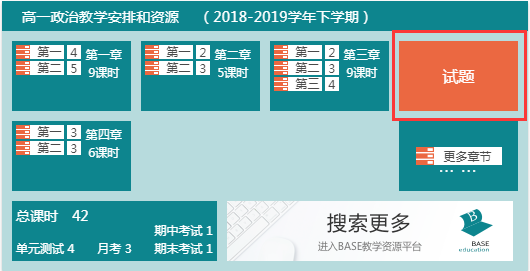 高一政治教学安排和资源 （2018-2019学年下学期）
第一 4
第二 5
第一章
9课时
第一 2
第二 3
第二章
5课时
第一 2
第二 3
第三 4
第三章
9课时
试题
第一 3
第二 3
第四章
6课时
更多章节
... ...
总课时 42
期中考试 1
单元测试 4 月考 3 期末考试 1
搜索更多
进入BASE教学资源平台
BASE
education